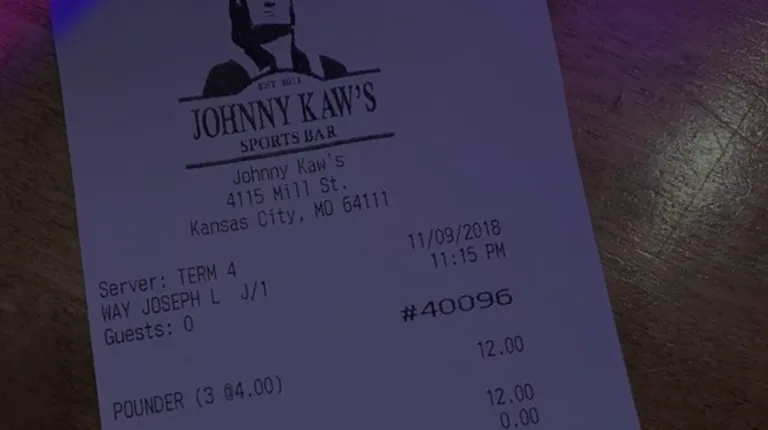 EST 1855
JOHNNY KAW'S
SPORTS BAR
Johnny Kaw's
4115 Mill St.
Kansas City, MO 64111
11/09/2018
Server: TERM 4 11:15 PM
WAY JOSEPH L J/1
Guests: 0 #40096
12.00
POUNDER (3 @4.00) 12.00
0.00